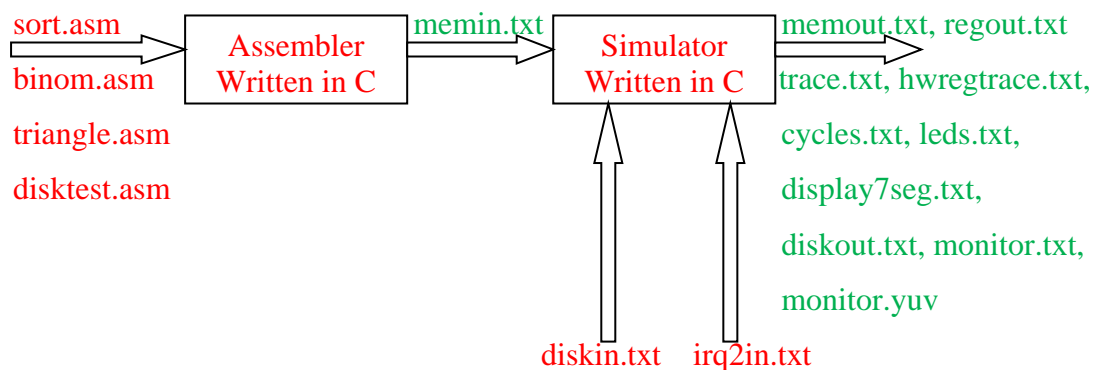 sort.asm
binom.asm
triangle.asm
disktest.asm
Assembler
Written in C
memin.txt
Simulator
Written in C
memout.txt, regout.txt
trace.txt, hwregtrace.txt,
cycles.txt, leds.txt,
display7seg.txt,
diskout.txt, monitor.txt,
monitor.yuv
diskin.txt
irq2in.txt